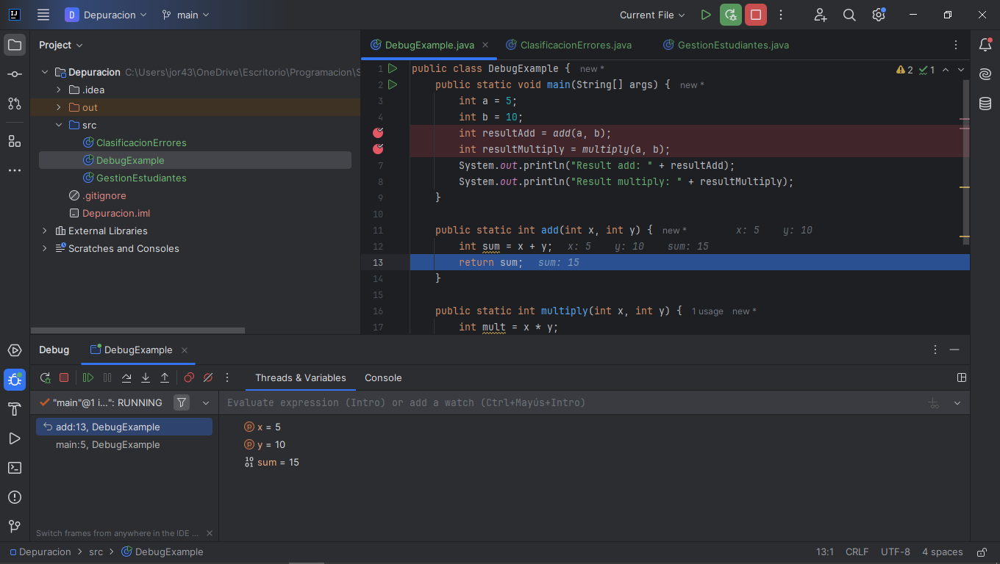 IJ D Depuracion main Current File
Project
Depuracion C:\Users\jor43\OneDrive\Escritorio\Programacion\S
.idea
out
src
ClasificacionErrores
DebugExample
GestionEstudiantes
.gitignore
Depuracion.iml
External Libraries
Scratches and Consoles
DebugExample.java ClasificacionErrores.java GestionEstudiantes.java
2 1
1 public class DebugExample { new *
2 public static void main(String[] args) { new *
3 int a = 5;
4 int b = 10;
int resultAdd = add(a, b);
int resultMultiply = multiply(a, b);
7 System.out.println("Result add: " + resultAdd);
8 System.out.println("Result multiply: " + resultMultiply);
9 }
10
11 public static int add(int x, int y) { new * x: 5 y: 10
12 int sum = x + y; x: 5 y: 10 sum: 15
13 return sum; sum: 15
14 }
15
16 public static int multiply(int x, int y) { 1 usage new *
17 int mult = x * y;
Debug DebugExample
Threads & Variables Console
"main"@1 i...": RUNNING
Evaluate expression (Intro) or add a watch (Ctrl+Mayús+Intro)
add:13, DebugExample
main:5, DebugExample
p x = 5
p y = 10
10 01 sum = 15
Switch frames from anywhere in the IDE ...
Depuracion src DebugExample
13:1 CRLF UTF-8 4 spaces